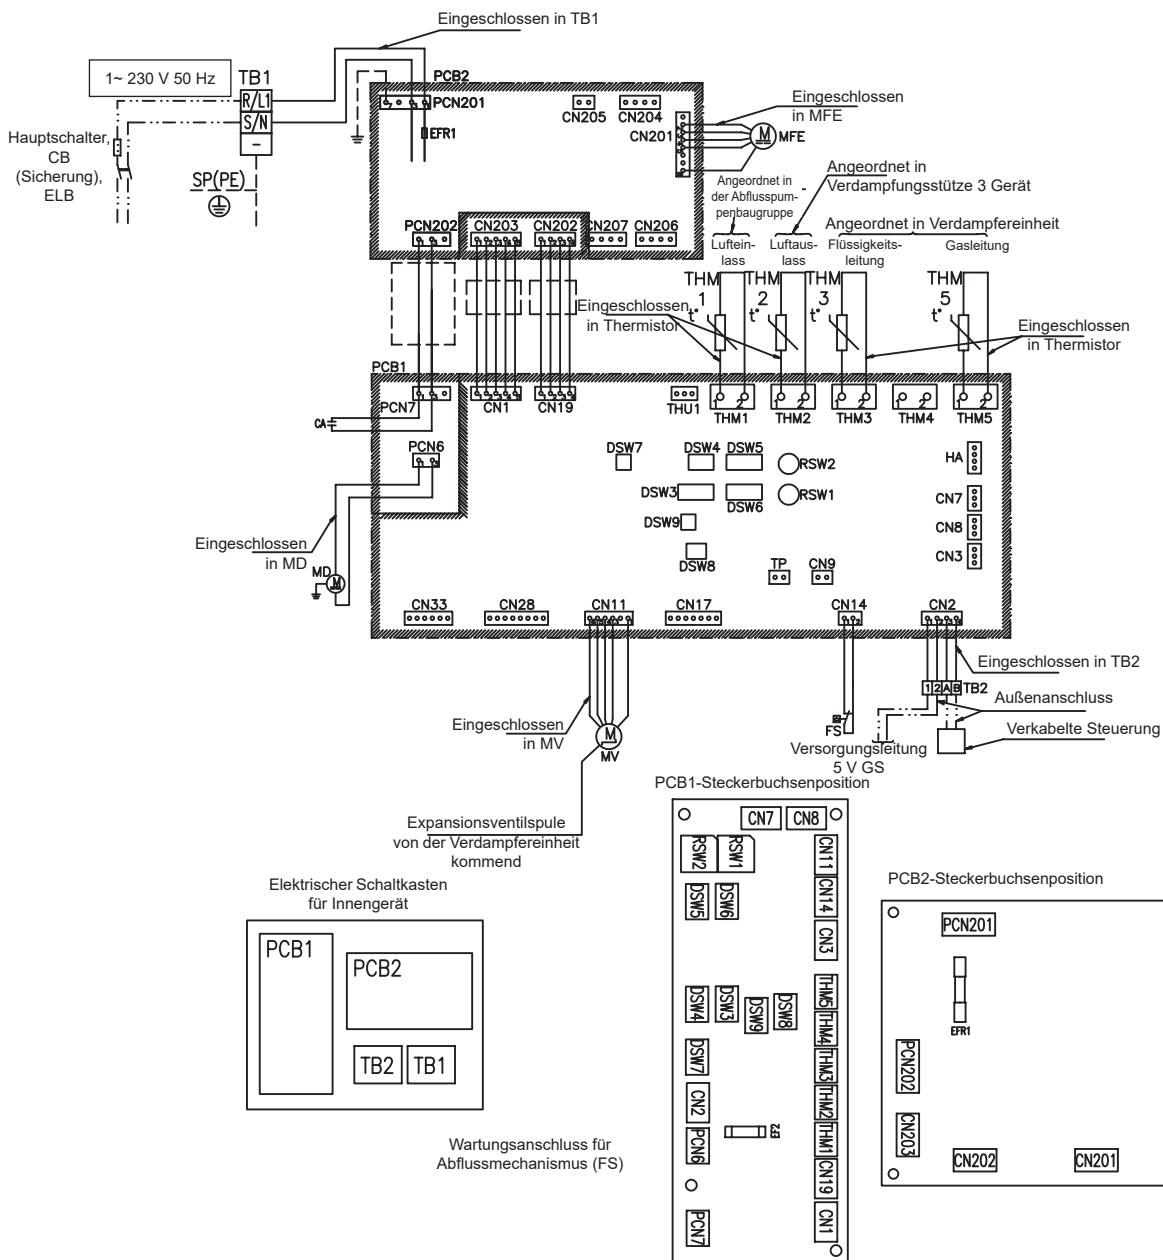 Eingeschlossen in TB1
1~ 230 V 50 Hz
TB1
R/L1
S/N
–
SP(PE)
Hauptschalter,
CB
(Sicherung),
ELB
PCB2
PCN201
EFR1
CN205
CN204
CN201
Eingeschlossen
in MFE
M
MFE
PCN202
CN203
CN202
CN207
CN206
Angeordnet in
der Abflusspum-
penbaugruppe
Angeordnet in
Verdampfungsstütze 3 Gerät
Angeordnet in Verdampfereinheit
Lufteinlass
Luftaus-
lass
Flüssigkeits-
leitung
Gasleitung
THM
1
t°
THM
2
t°
THM
3
t°
THM
5
t°
Eingeschlossen
in Thermistor
Eingeschlossen
in Thermistor
PCB1
PCN7
CN1
CN19
THU1
THM1
THM2
THM3
THM4
THM5
CA
PCN6
DSW7
DSW4
DSW5
RSW2
DSW3
DSW6
RSW1
DSW9
DSW8
TP
CN9
HA
CN7
CN8
CN3
Eingeschlossen
in MD
MD
M
CN33
CN28
CN11
CN17
CN14
CN2
Eingeschlossen in TB2
1 2 A B
TB2
Außenanschluss
Verkabelte Steuerung
Versorgungsleitung
5 V GS
FS
Eingeschlossen
in MV
M
MV
Expansionsventilspule
von der Verdampfereinheit
kommend
Elektrischer Schaltkasten
für Innengerät
PCB1
PCB2
TB2
TB1
Wartungsanschluss für
Abflussmechanismus (FS)
PCB1-Steckerbuchsenposition
CN7
CN8
RSW2
RSW1
CN11
DSW5
DSW6
CN14
CN3
DSW4
DSW3
DSW9
DSW8
THM5
THM4
DSW7
THM3
CN2
THM2
PCN6
EF2
THM1
CN19
PCN7
CN1
PCB2-Steckerbuchsenposition
PCN201
EFR1
PCN202
CN203
CN202
CN201